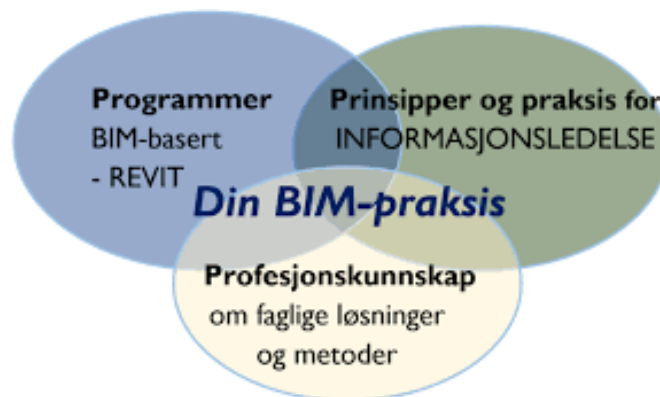 Programmer
BIM-basert
- REVIT
Prinsipper og praksis for
INFORMASJONSLEDELSE
Din BIM-praksis
Profesjonskunnskap
om faglige løsninger
og metoder